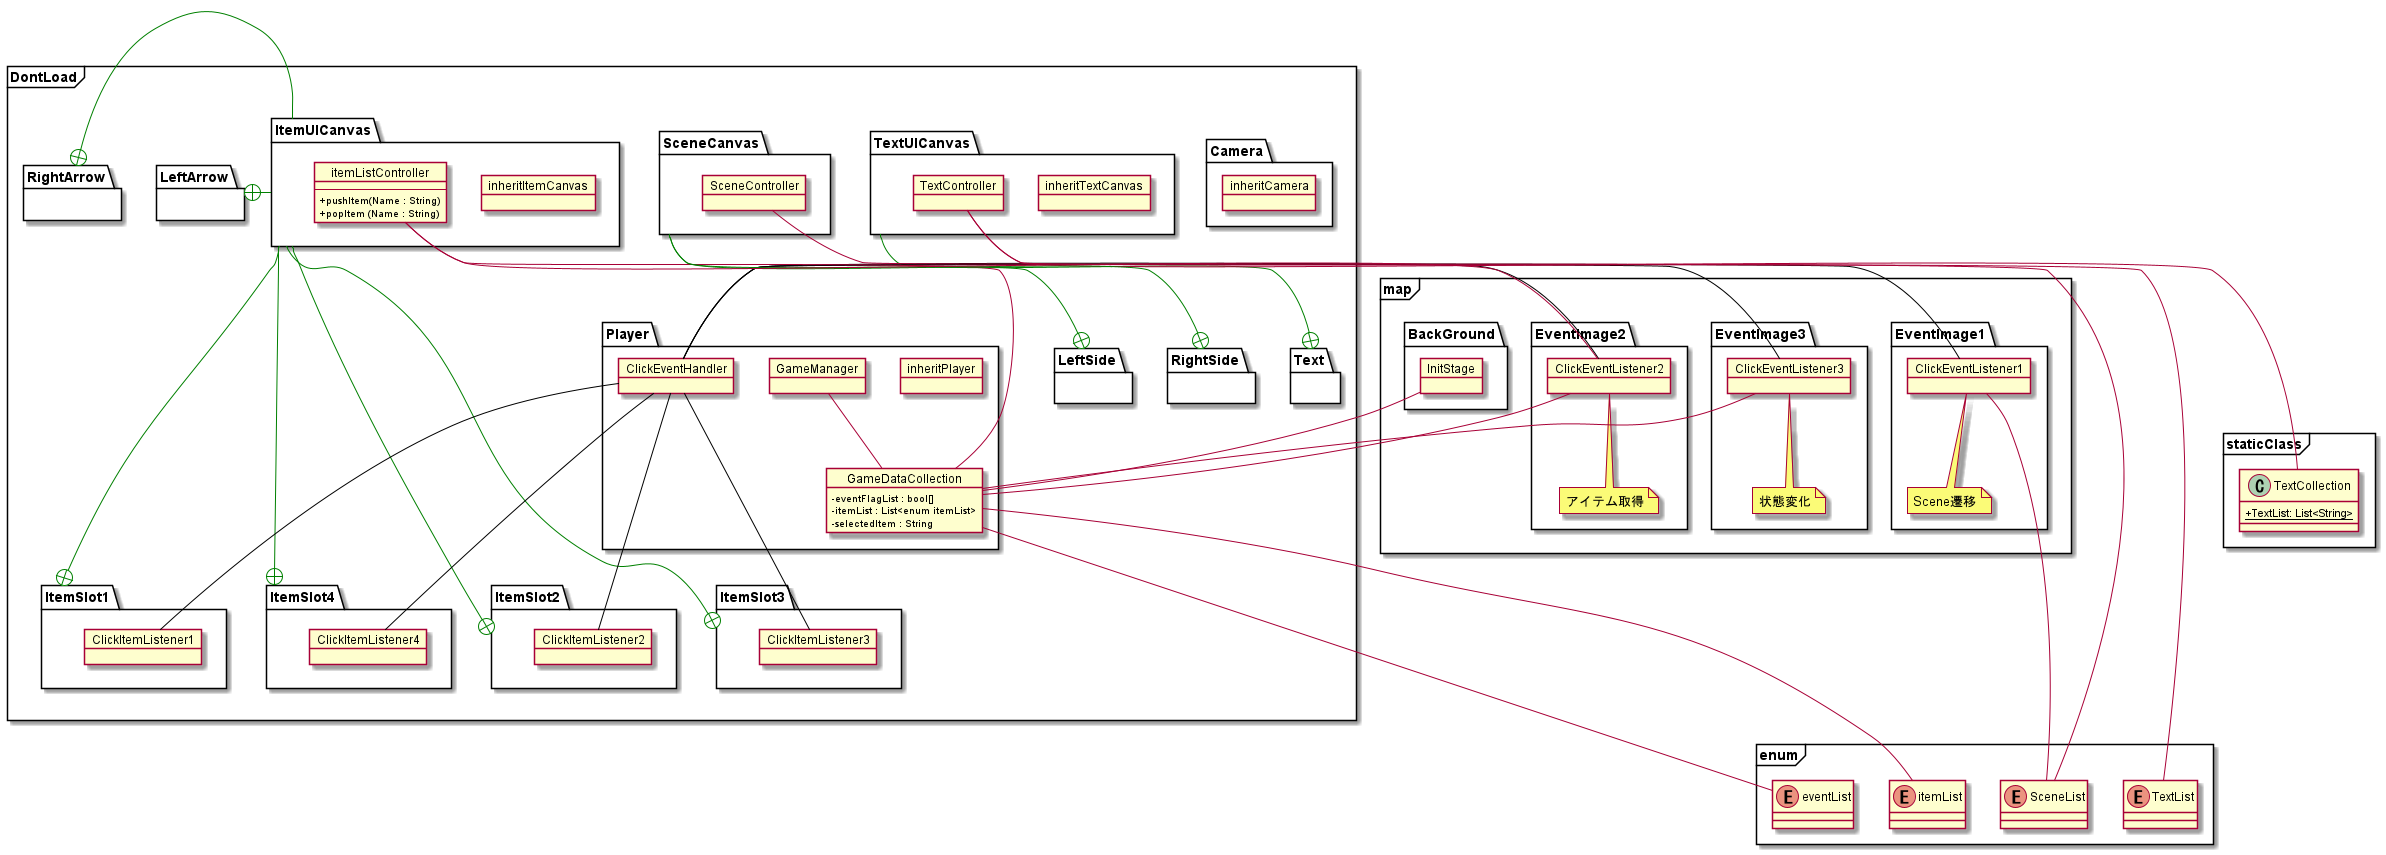 DontLoad
RightArrow
LeftArrow
ItemUICanvas
itemListController
+pushItem(Name : String)
+popItem (Name : String)
inheritItemCanvas
SceneCanvas
SceneController
TextUICanvas
TextController
inheritTextCanvas
Camera
inheritCamera
Player
ClickEventHandler
GameManager
inheritPlayer
GameDataCollection
-eventFlagList : bool[]
-itemList : List<enum itemList>
-selectedItem : String
LeftSide
RightSide
Text
ItemSlot1
ClickItemListener1
ItemSlot4
ClickItemListener4
ItemSlot2
ClickItemListener2
ItemSlot3
ClickItemListener3
map
BackGround
InitStage
EventImage2
ClickEventListener2
アイテム取得
EventImage3
ClickEventListener3
状態変化
EventImage1
ClickEventListener1
Scene遷移
staticClass
C
TextCollection
+TextList: List<String>
enum
E
eventList
E
itemList
E
SceneList
E
TextList